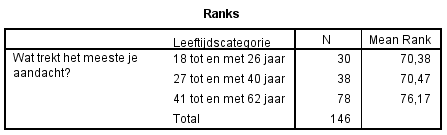 Ranks
Leeftijdscategorie N Mean Rank
Wat trekt het meeste je aandacht? 18 tot en met 26 jaar 30 70,38
27 tot en met 40 jaar 38 70,47
41 tot en met 62 jaar 78 76,17
Total 146